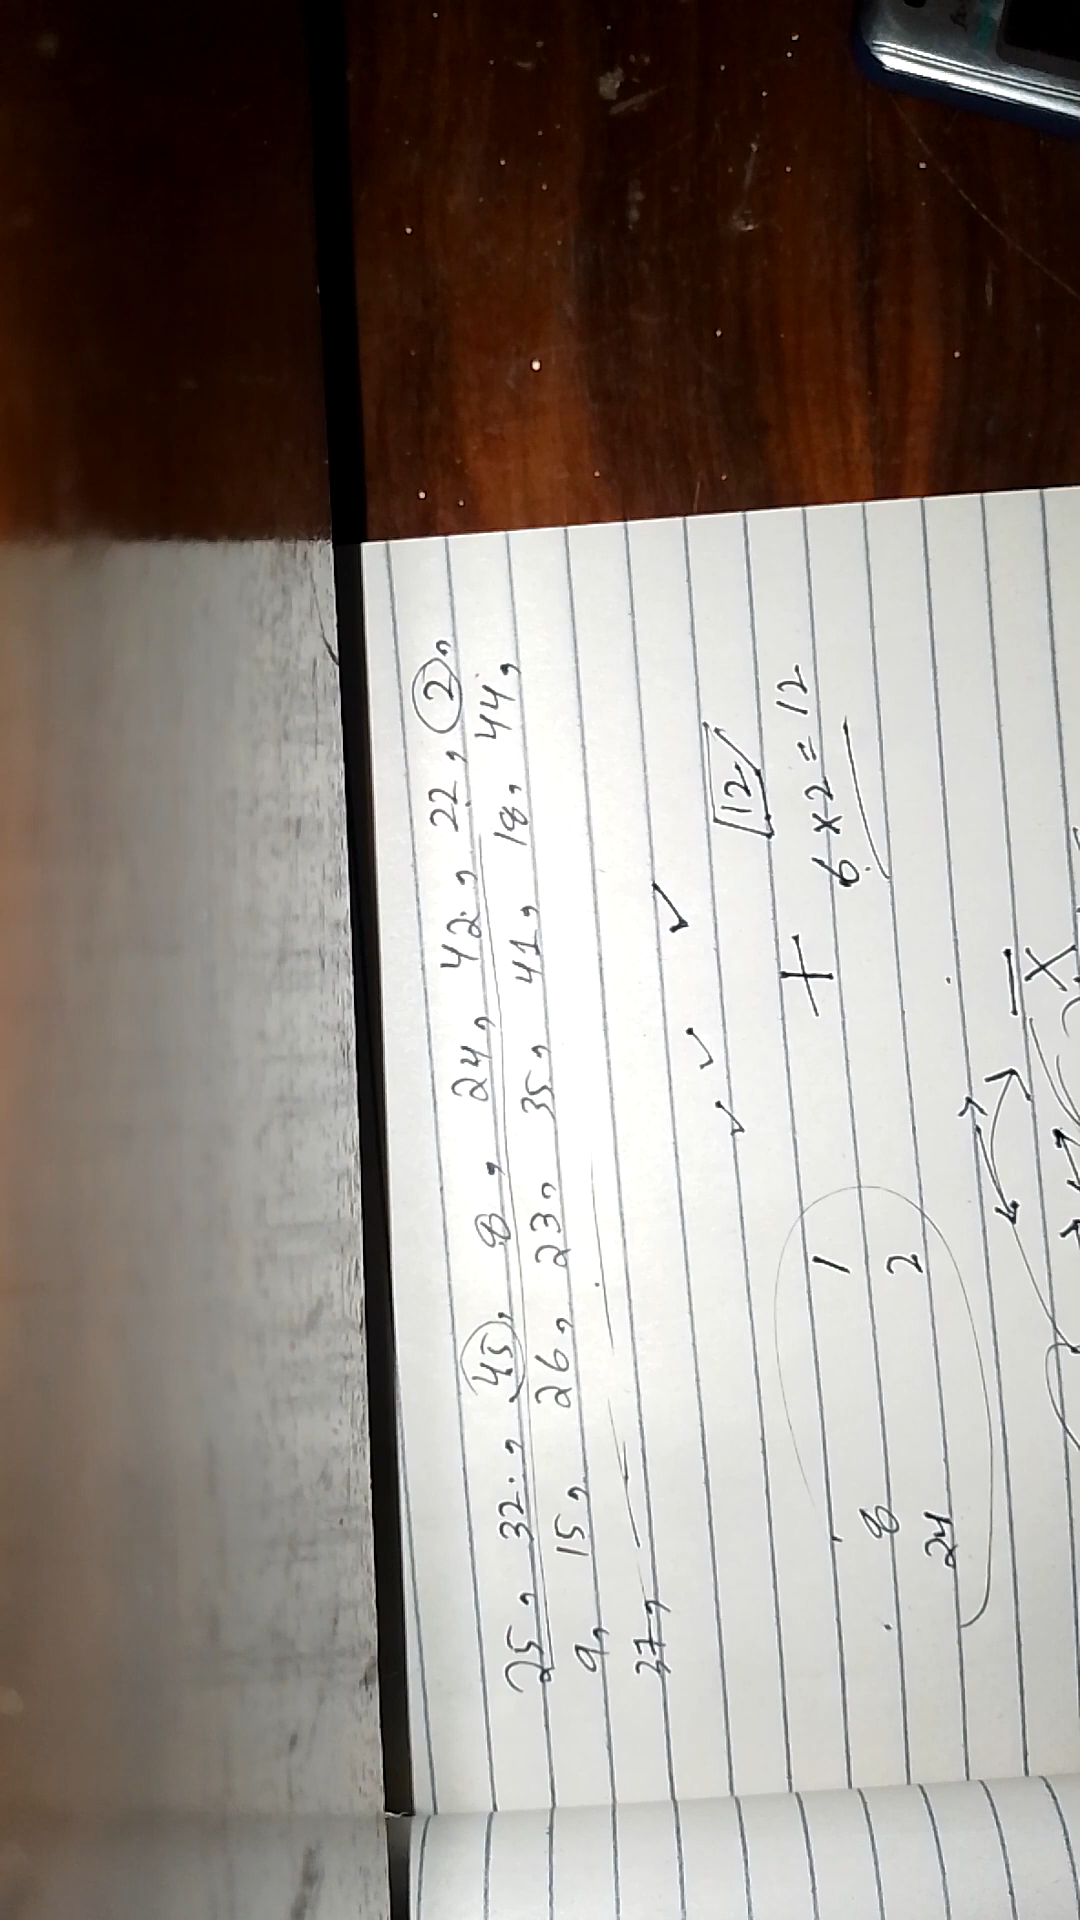 25, 32, 45, 8, 24, 42, 22, 2,
9, 15, 26, 23, 35, 41, 18, 44,
37,
12
+ 6 × 2 = 12
1
8 2
24